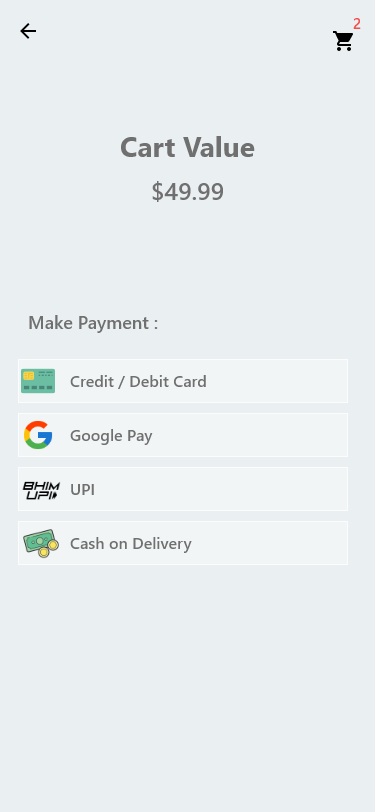 2
Cart Value
$49.99
Make Payment :
Credit / Debit Card
Google Pay
BHIM
UPI
UPI
Cash on Delivery